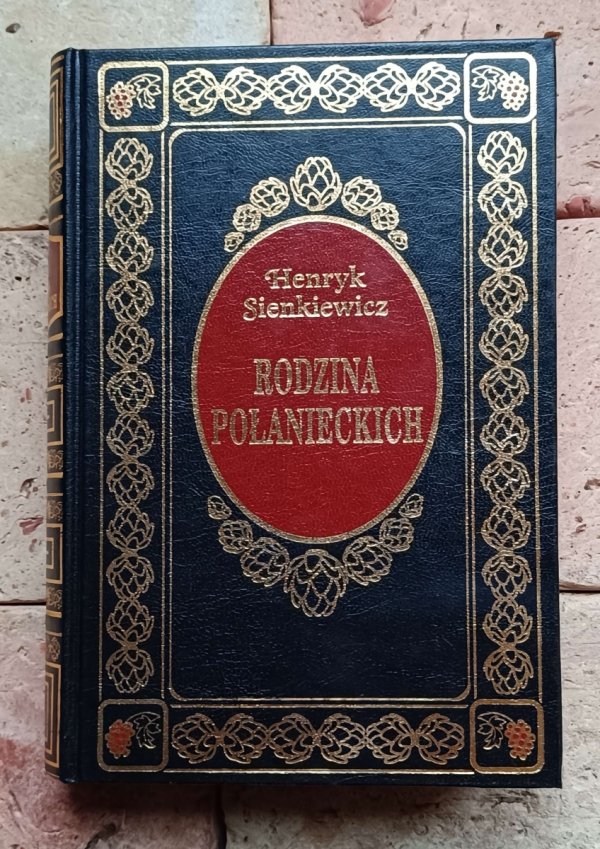 Henryk
Sienkiewicz
RODZINA
POŁANIECKICH